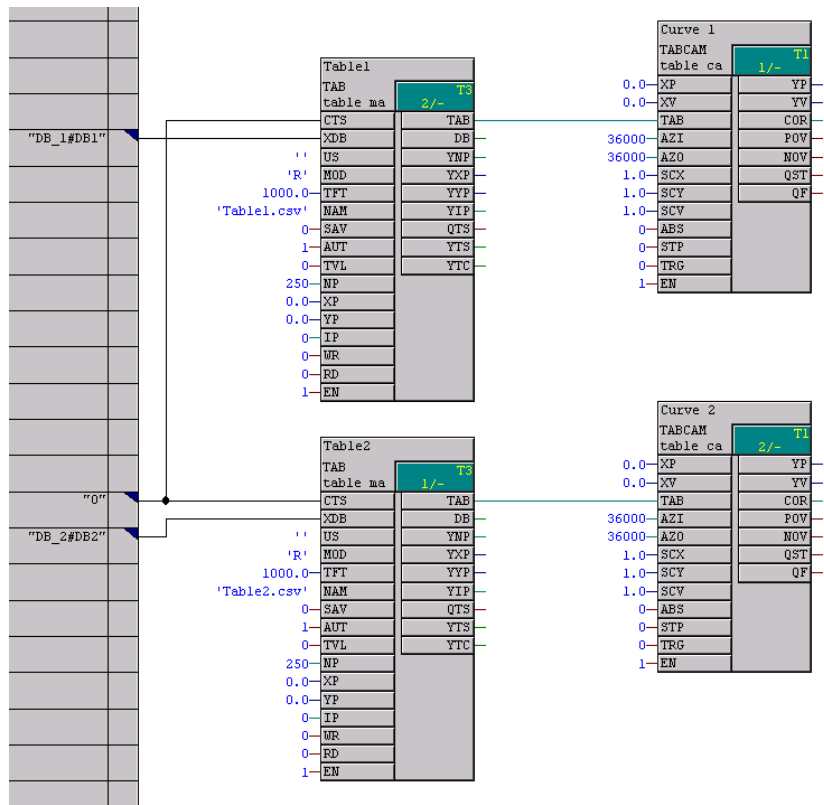 Curve 1
TABCAM
table ca
T1
1/-
0.0 XP YP
0.0 XV YV
TAB COR
36000 AZI POV
36000 AZO NOV
1.0 SCX QST
1.0 SCY QF
1.0 SCV
0 ABS
0 STP
0 TRG
1 EN
Table1
TAB
table ma
T3
2/-
CTS TAB
"DB_1#DB1" XDB DB
'' US YNP
'R' MOD YXP
1000.0 TFT YYP
'Table1.csv' NAM YIP
0 SAV QTS
1 AUT YTS
0 TVL YTC
250 NP
0.0 XP
0.0 YP
0 IP
0 WR
0 RD
1 EN
Curve 2
TABCAM
table ca
T1
2/-
0.0 XP YP
0.0 XV YV
TAB COR
36000 AZI POV
36000 AZO NOV
1.0 SCX QST
1.0 SCY QF
1.0 SCV
0 ABS
0 STP
0 TRG
1 EN
Table2
TAB
table ma
T3
1/-
"0" CTS TAB
"DB_2#DB2" XDB DB
'' US YNP
'R' MOD YXP
1000.0 TFT YYP
'Table2.csv' NAM YIP
0 SAV QTS
1 AUT YTS
0 TVL YTC
250 NP
0.0 XP
0.0 YP
0 IP
0 WR
0 RD
1 EN